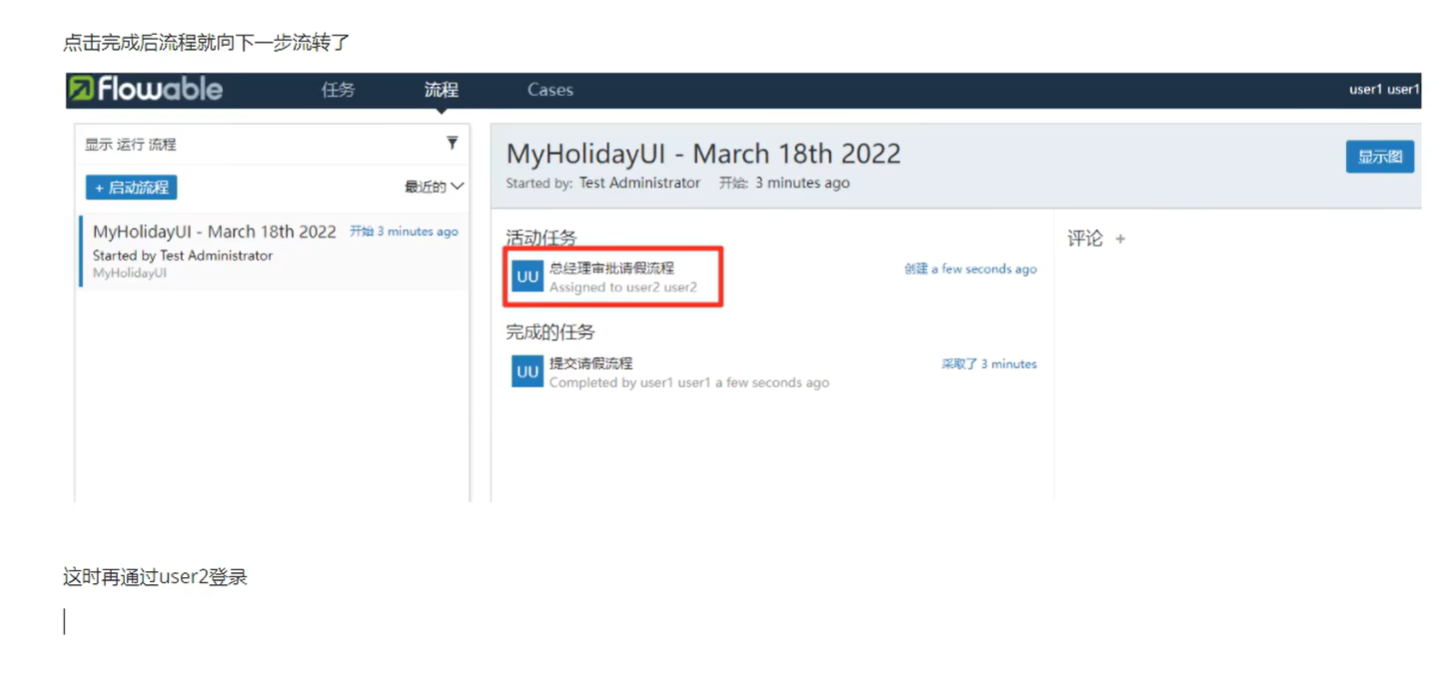 点击完成后流程就向下一步流转了
flowable 任务 流程 Cases user1 user1
显示 运行 流程
+ 启动流程 最近的
MyHolidayUI - March 18th 2022 开始 3 minutes ago
Started by Test Administrator
MyHolidayUI
MyHolidayUI - March 18th 2022
Started by: Test Administrator 开始: 3 minutes ago
显示图
活动任务
UU 总经理审批请假流程 创建 a few seconds ago
Assigned to user2 user2
完成的任务
UU 提交请假流程 采取了 3 minutes
Completed by user1 user1 a few seconds ago
评论 +
这时再通过user2登录